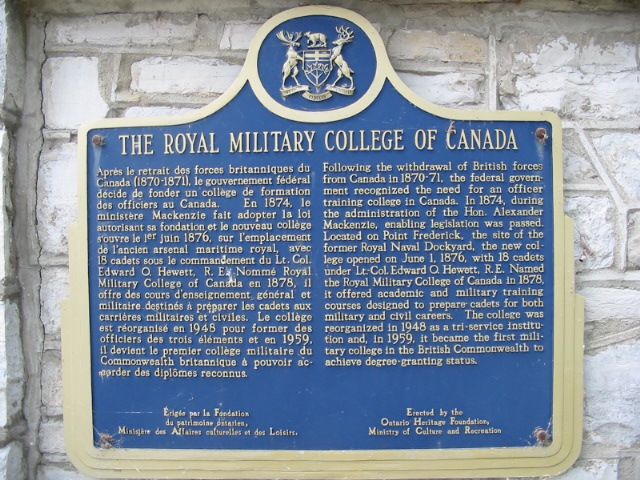 THE ROYAL MILITARY COLLEGE OF CANADA
Après le retrait des forces britanniques du
Canada (1870-1871), le gouvernement fédéral
décide de fonder un collège de formation
des officiers au Canada. En 1874, le
ministère Mackenzie fait adopter la loi
autorisant sa fondation et le nouveau collège
s'ouvre le 1er juin 1876, sur l'emplacement
de l'ancien arsenal maritime royal, avec
18 cadets sous le commandement du Lt. Col.
Edward O. Hewett, R.E. Nommé Royal
Military College of Canada en 1878, il
offre des cours d'enseignement général et
militaire destinés à préparer les cadets aux
carrières militaires et civiles. Le collège
est réorganisé en 1948 pour former des
officiers des trois éléments et en 1959,
il devient le premier collège militaire du
Commonwealth britannique à pouvoir ac-
corder des diplômes reconnus.
Érigée par la Fondation
du patrimoine ontarien,
Ministère des Affaires culturelles et des Loisirs.
Following the withdrawal of British forces
from Canada in 1870-71, the federal govern-
ment recognized the need for an officer
training college in Canada. In 1874, during
the administration of the Hon. Alexander
Mackenzie, enabling legislation was passed.
Located on Point Frederick, the site of the
former Royal Naval Dockyard, the new col-
lege opened on June 1, 1876, with 18 cadets
under Lt.-Col. Edward O. Hewett, R.E. Named
the Royal Military College of Canada in 1878,
it offered academic and military training
courses designed to prepare cadets for both
military and civil careers. The college was
reorganized in 1948 as a tri-service institu-
tion and, in 1959, it became the first mili-
tary college in the British Commonwealth to
achieve degree-granting status.
Erected by the
Ontario Heritage Foundation,
Ministry of Culture and Recreation